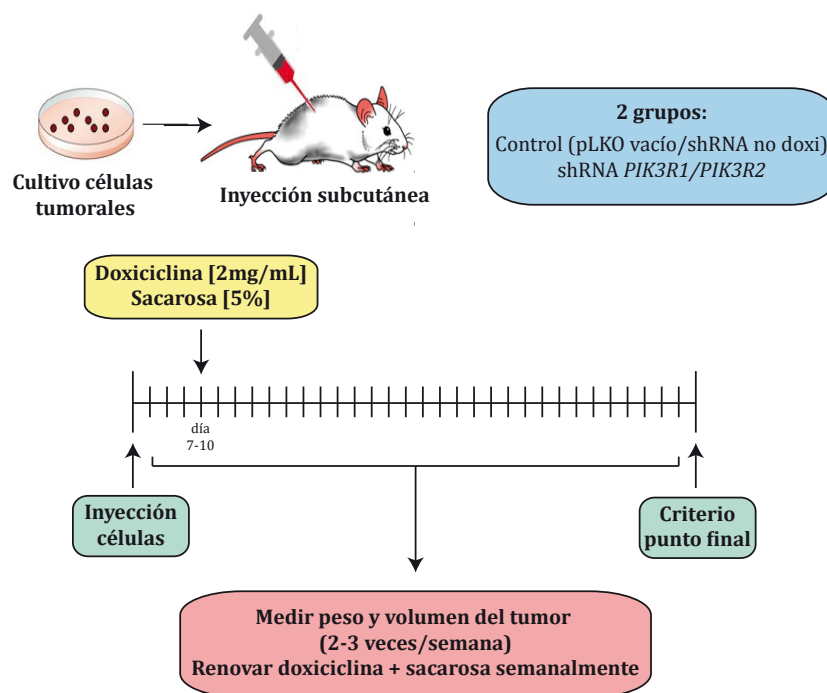 Cultivo células
tumorales
Inyección subcutánea
2 grupos:
Control (pLKO vacío/shRNA no doxi)
shRNA PIK3R1/PIK3R2
Doxiciclina [2mg/mL]
Sacarosa [5%]
día
7-10
Inyección
células
Criterio
punto final
Medir peso y volumen del tumor
(2-3 veces/semana)
Renovar doxiciclina + sacarosa semanalmente